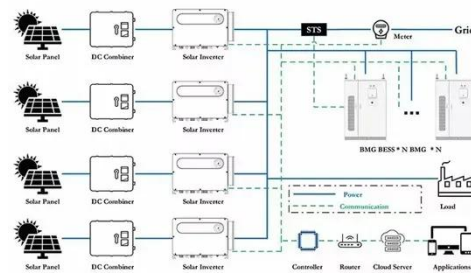 STS
Meter
Grid
Solar Panel
DC Combiner
Solar Inverter
Solar Panel
DC Combiner
Solar Inverter
BMG BESS * N BMG * N
Solar Panel
DC Combiner
Solar Inverter
Power
Communication
Load
Solar Panel
DC Combiner
Solar Inverter
Controller
Router
Cloud Server
Application